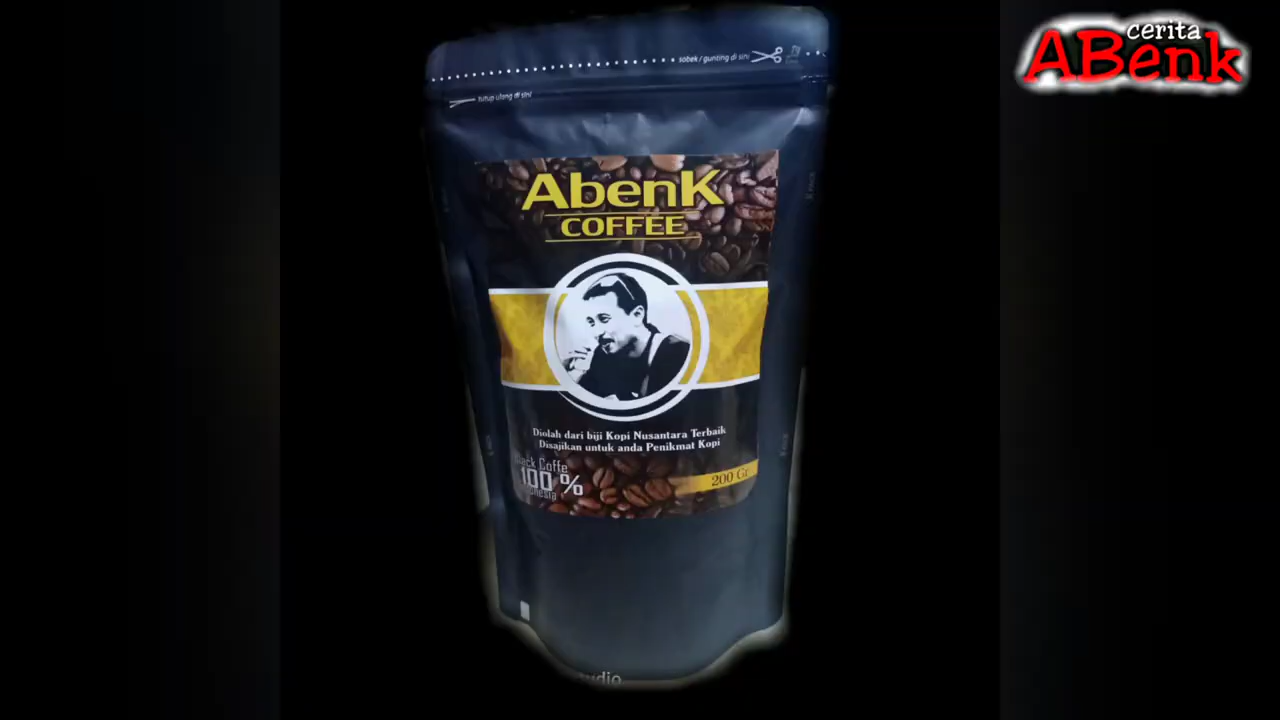 cerita
ABenk
sobek / gunting di sini
tutup ulang di sini
AbenK
COFFEE
Diolah dari biji Kopi Nusantara Terbaik
Disajikan untuk anda Penikmat Kopi
Coffe
100 %
200 Gr